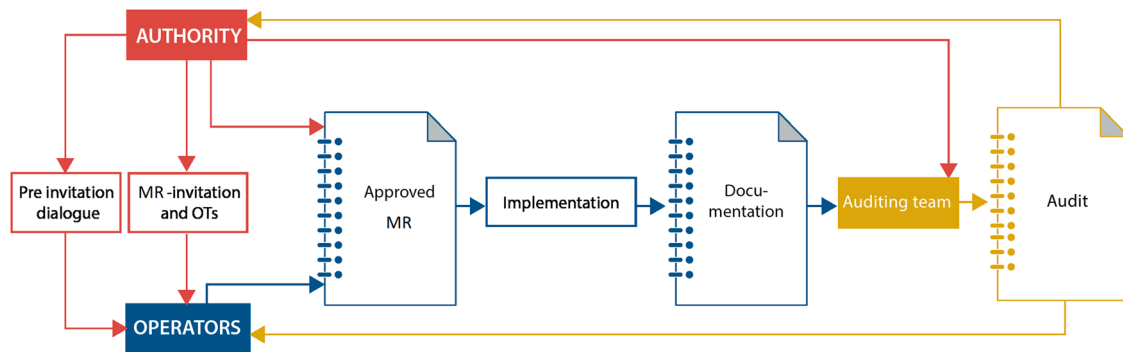 AUTHORITY
Pre invitation
dialogue
MR -invitation
and OTs
OPERATORS
Approved
MR
Implementation
Docu-
mentation
Auditing team
Audit